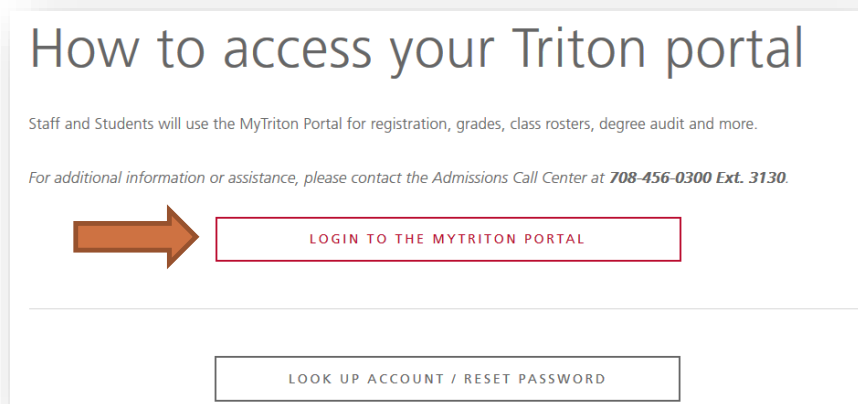 How to access your Triton portal
Staff and Students will use the MyTriton Portal for registration, grades, class rosters, degree audit and more.
For additional information or assistance, please contact the Admissions Call Center at 708-456-0300 Ext. 3130.
LOGIN TO THE MYTRITON PORTAL
LOOK UP ACCOUNT / RESET PASSWORD